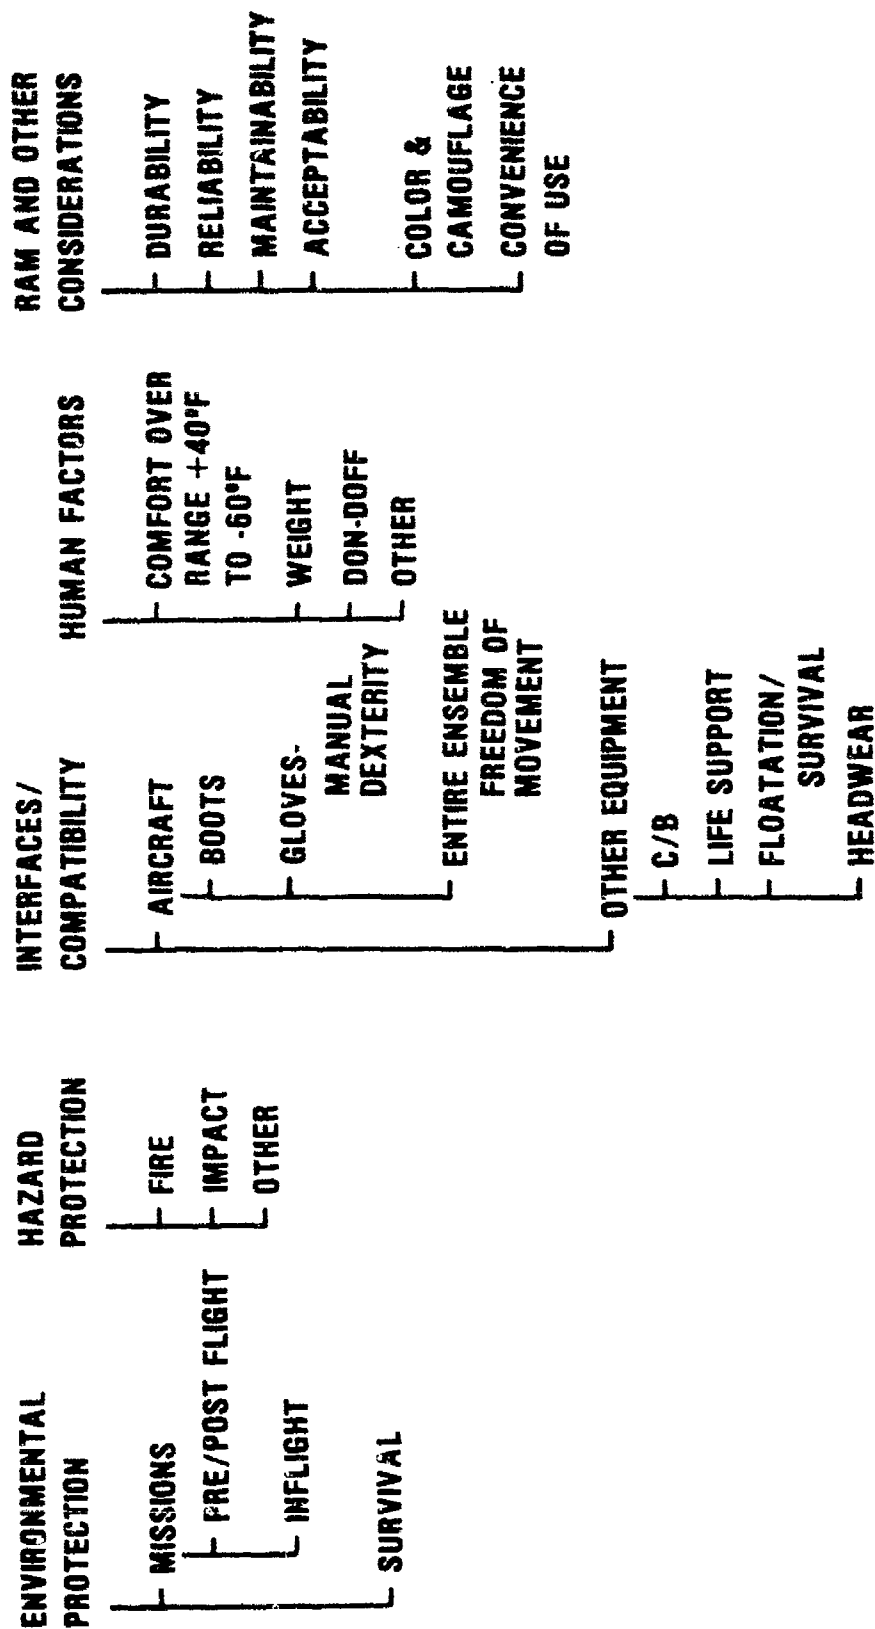 ENVIRONMENTAL
PROTECTION
MISSIONS
PRE/POST FLIGHT
INFLIGHT
SURVIVAL
HAZARD
PROTECTION
FIRE
IMPACT
OTHER
INTERFACES/
COMPATIBILITY
AIRCRAFT
BOOTS
GLOVES-
MANUAL
DEXTERITY
ENTIRE ENSEMBLE
FREEDOM OF
MOVEMENT
OTHER EQUIPMENT
C/B
LIFE SUPPORT
FLOATATION/
SURVIVAL
HEADWEAR
HUMAN FACTORS
COMFORT OVER
RANGE +40°F
TO -60°F
WEIGHT
DON-DOFF
OTHER
RAM AND OTHER
CONSIDERATIONS
DURABILITY
RELIABILITY
MAINTAINABILITY
ACCEPTABILITY
COLOR &
CAMOUFLAGE
CONVENIENCE
OF USE